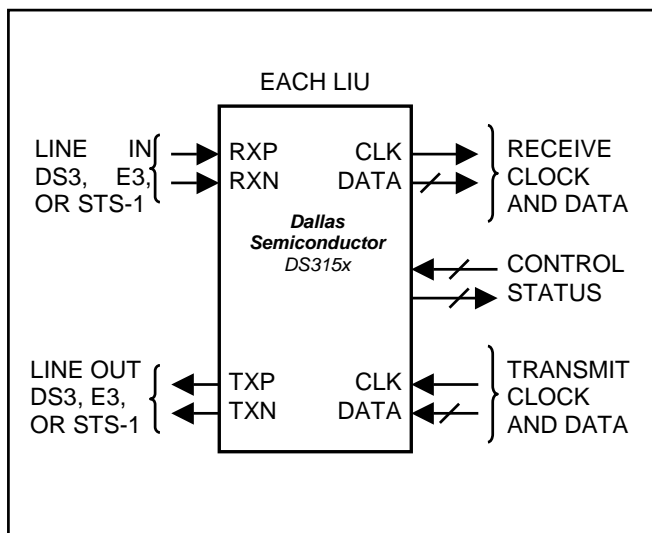 EACH LIU
LINE IN
DS3, E3,
OR STS-1
RXP
RXN
CLK
DATA
RECEIVE
CLOCK
AND DATA
Dallas
Semiconductor
DS315x
CONTROL
STATUS
LINE OUT
DS3, E3,
OR STS-1
TXP
TXN
CLK
DATA
TRANSMIT
CLOCK
AND DATA